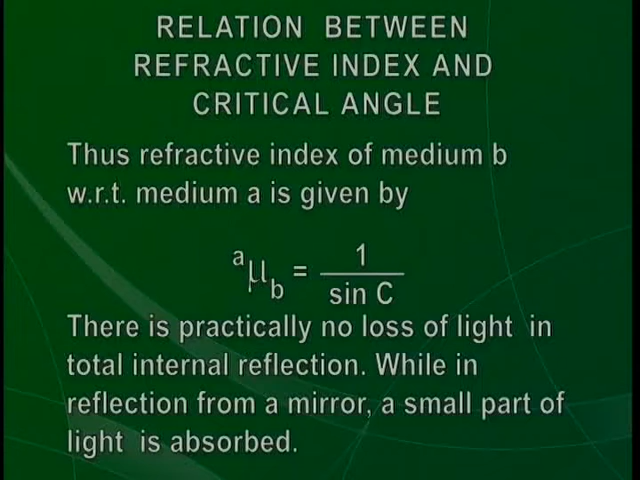 RELATION BETWEEN
REFRACTIVE INDEX AND
CRITICAL ANGLE
Thus refractive index of medium b
w.r.t. medium a is given by
ᵃμ_b = 1 / sin C
There is practically no loss of light in
total internal reflection. While in
reflection from a mirror, a small part of
light is absorbed.